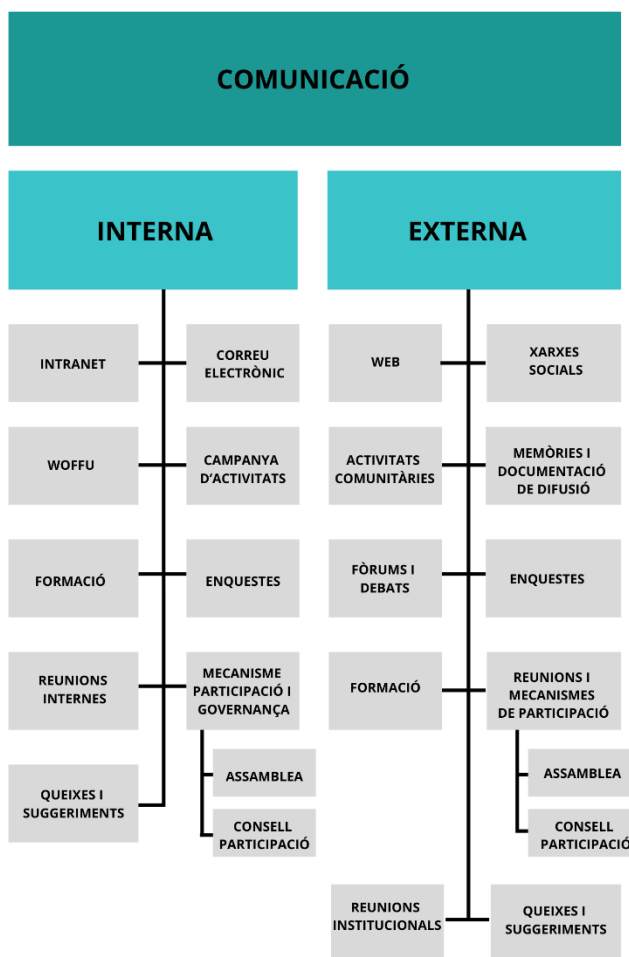 COMUNICACIÓ
INTERNA
EXTERNA
INTRANET
CORREU
ELECTRÒNIC
WOFFU
CAMPANYA
D'ACTIVITATS
FORMACIÓ
ENQUESTES
REUNIONS
INTERNES
MECANISME
PARTICIPACIÓ I
GOVERNANÇA
ASSAMBLEA
CONSELL
PARTICIPACIÓ
QUEIXES I
SUGGERIMENTS
WEB
XARXES
SOCIALS
ACTIVITATS
COMUNITÀRIES
MEMÒRIES I
DOCUMENTACIÓ
DE DIFUSIÓ
FÒRUMS I
DEBATS
ENQUESTES
FORMACIÓ
REUNIONS I
MECANISMES
DE PARTICIPACIÓ
ASSAMBLEA
CONSELL
PARTICIPACIÓ
REUNIONS
INSTITUCIONALS
QUEIXES I
SUGGERIMENTS